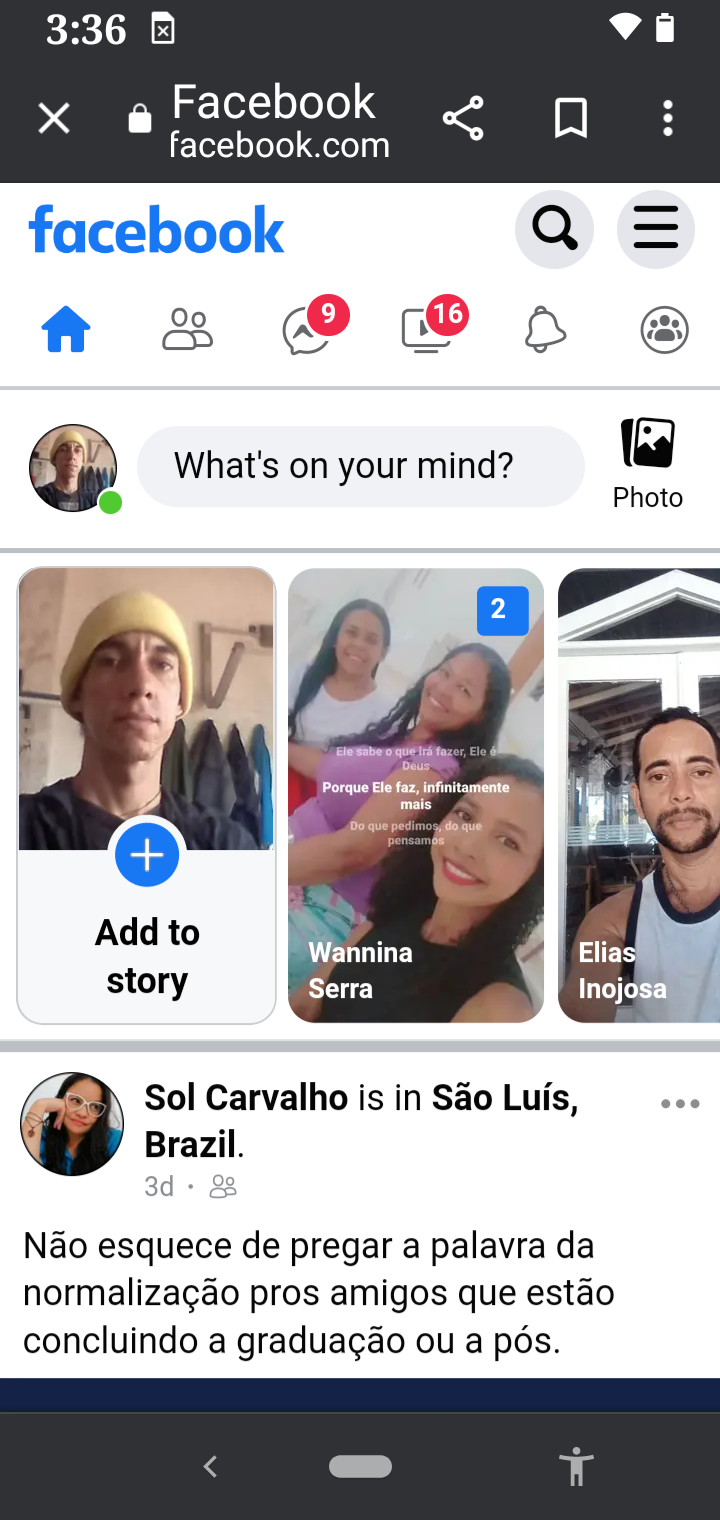 3:36
Facebook
facebook.com
facebook
9
16
What's on your mind?
Photo
2
Ele sabe o que irá fazer, Ele é
Deus
Porque Ele faz, infinitamente
mais
Do que pedimos, do que
pensamos
Add to
story
Wannina
Serra
Elias
Inojosa
Sol Carvalho is in São Luís,
Brazil.
3d ·
Não esquece de pregar a palavra da
normalização pros amigos que estão
concluindo a graduação ou a pós.